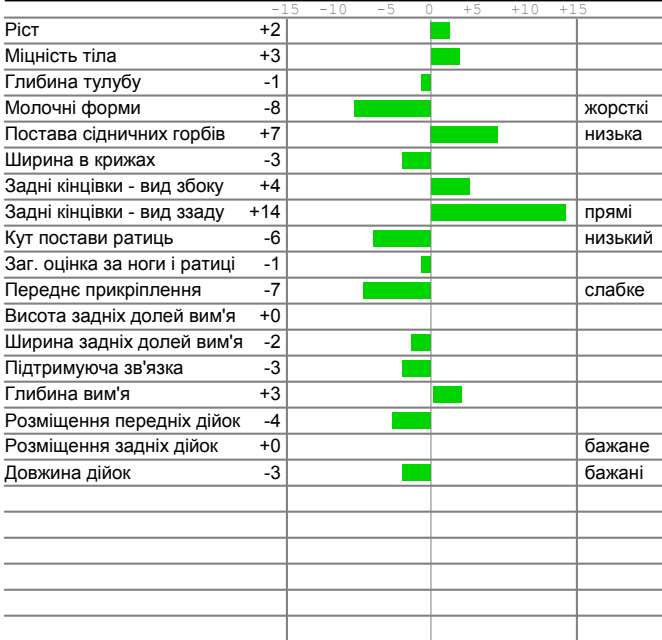 -15 -10 -5 0 +5 +10 +15
Ріст +2
Міцність тіла +3
Глибина тулубу -1
Молочні форми -8 жорсткі
Постава сідничних горбів +7 низька
Ширина в крижах -3
Задні кінцівки - вид збоку +4
Задні кінцівки - вид ззаду +14 прямі
Кут постави ратиць -6 низький
Заг. оцінка за ноги і ратиці -1
Переднє прикріплення -7 слабке
Висота задніх долей вим'я +0
Ширина задніх долей вим'я -2
Підтримуюча зв'язка -3
Глибина вим'я +3
Розміщення передніх дійок -4
Розміщення задніх дійок +0 бажане
Довжина дійок -3 бажані